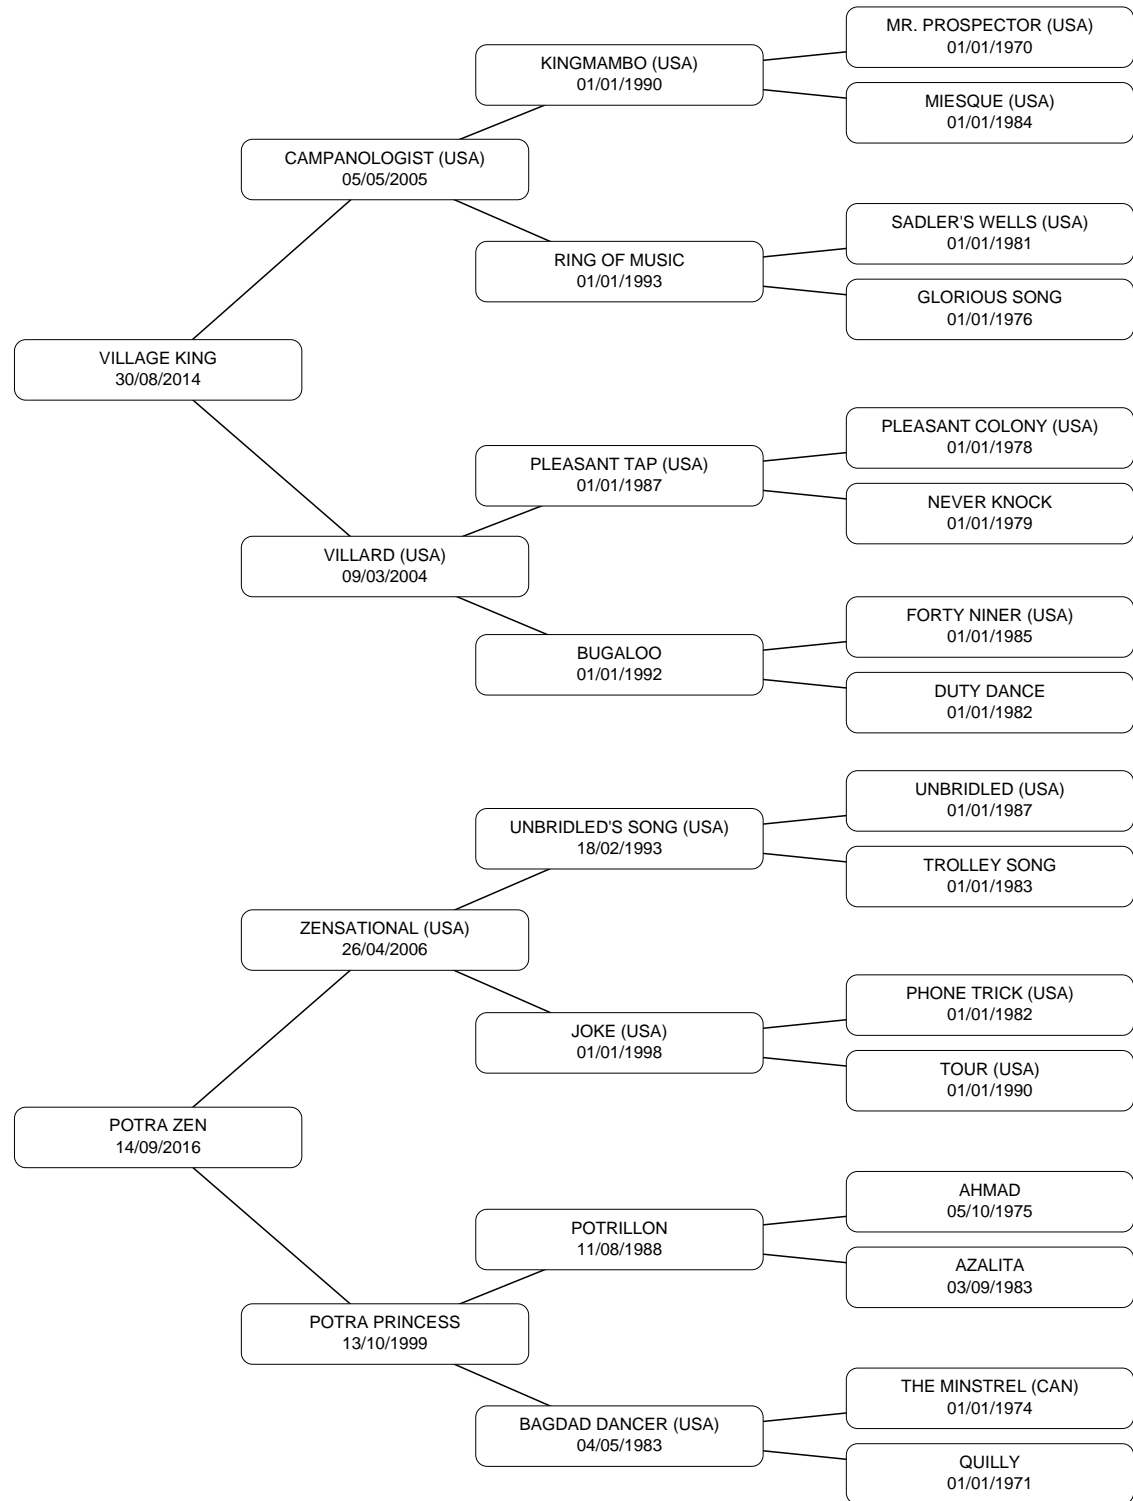 MR. PROSPECTOR (USA)
01/01/1970
KINGMAMBO (USA)
01/01/1990
MIESQUE (USA)
01/01/1984
CAMPANOLOGIST (USA)
05/05/2005
SADLER'S WELLS (USA)
01/01/1981
RING OF MUSIC
01/01/1993
GLORIOUS SONG
01/01/1976
VILLAGE KING
30/08/2014
PLEASANT COLONY (USA)
01/01/1978
PLEASANT TAP (USA)
01/01/1987
NEVER KNOCK
01/01/1979
VILLARD (USA)
09/03/2004
FORTY NINER (USA)
01/01/1985
BUGALOO
01/01/1992
DUTY DANCE
01/01/1982
UNBRIDLED (USA)
01/01/1987
UNBRIDLED'S SONG (USA)
18/02/1993
TROLLEY SONG
01/01/1983
ZENSATIONAL (USA)
26/04/2006
PHONE TRICK (USA)
01/01/1982
JOKE (USA)
01/01/1998
TOUR (USA)
01/01/1990
POTRA ZEN
14/09/2016
AHMAD
05/10/1975
POTRILLON
11/08/1988
AZALITA
03/09/1983
POTRA PRINCESS
13/10/1999
THE MINSTREL (CAN)
01/01/1974
BAGDAD DANCER (USA)
04/05/1983
QUILLY
01/01/1971